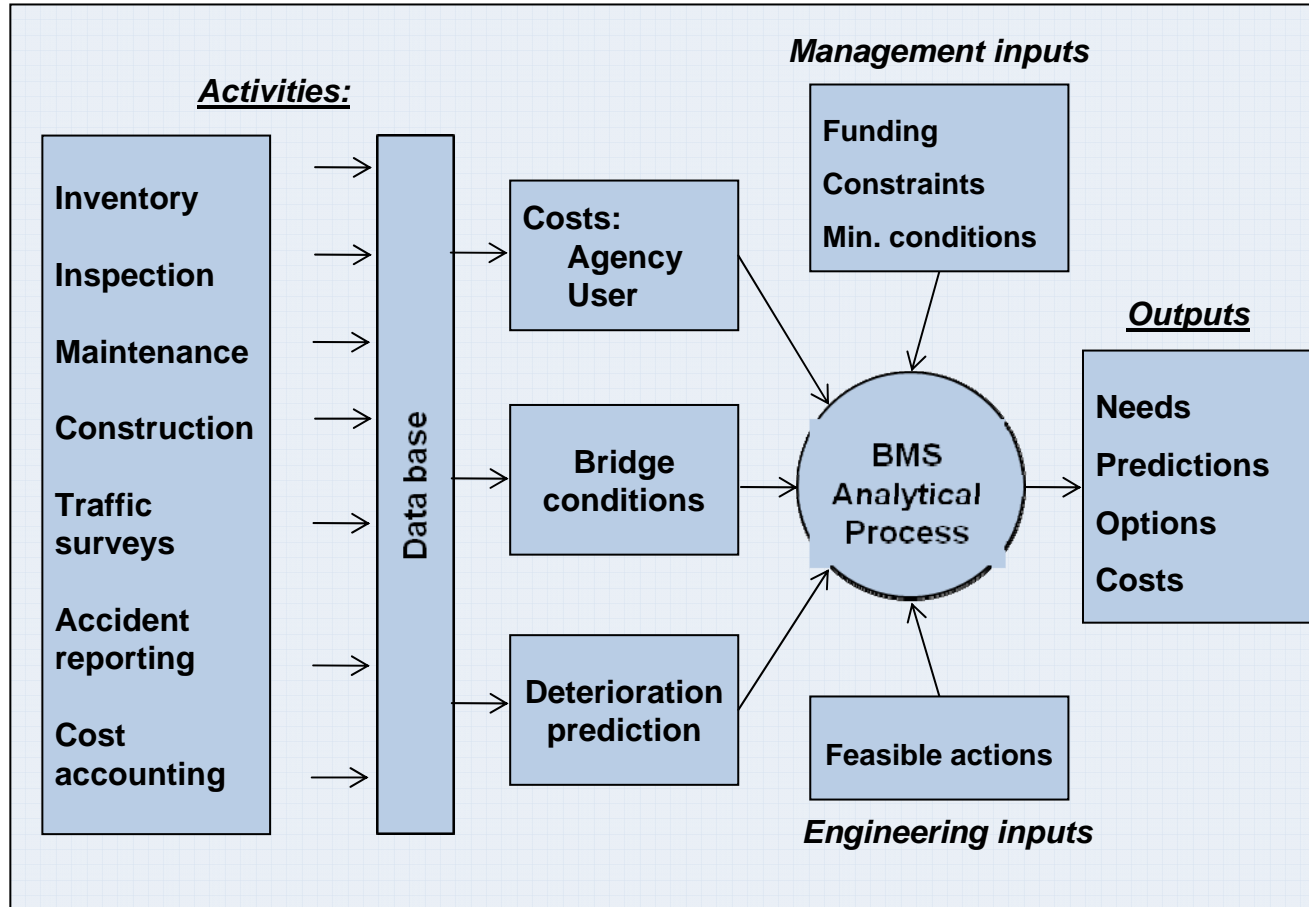 Activities:
Inventory
Inspection
Maintenance
Construction
Traffic
surveys
Accident
reporting
Cost
accounting
Data base
Costs:
Agency
User
Bridge
conditions
Deterioration
prediction
Management inputs
Funding
Constraints
Min. conditions
BMS
Analytical
Process
Feasible actions
Engineering inputs
Outputs
Needs
Predictions
Options
Costs